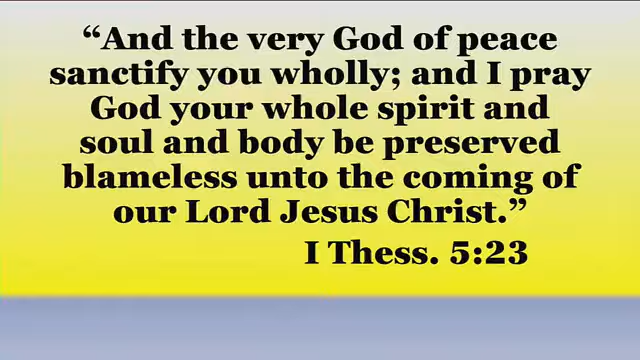 “And the very God of peace
sanctify you wholly; and I pray
God your whole spirit and
soul and body be preserved
blameless unto the coming of
our Lord Jesus Christ.”
I Thess. 5:23